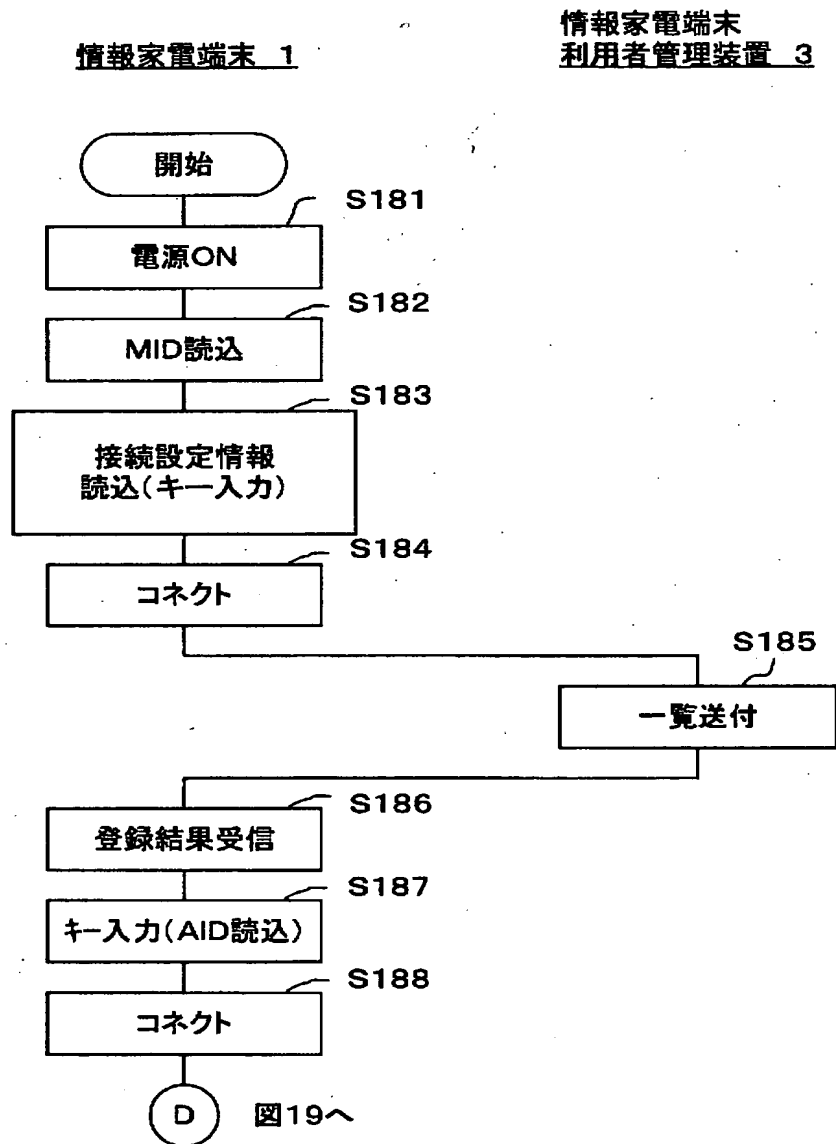 情報家電端末 1
情報家電端末
利用者管理装置 3
開始
S181
電源ON
S182
MID読込
S183
接続設定情報
読込(キー入力)
S184
コネクト
S185
一覧送付
S186
登録結果受信
S187
キー入力(AID読込)
S188
コネクト
D 図19へ